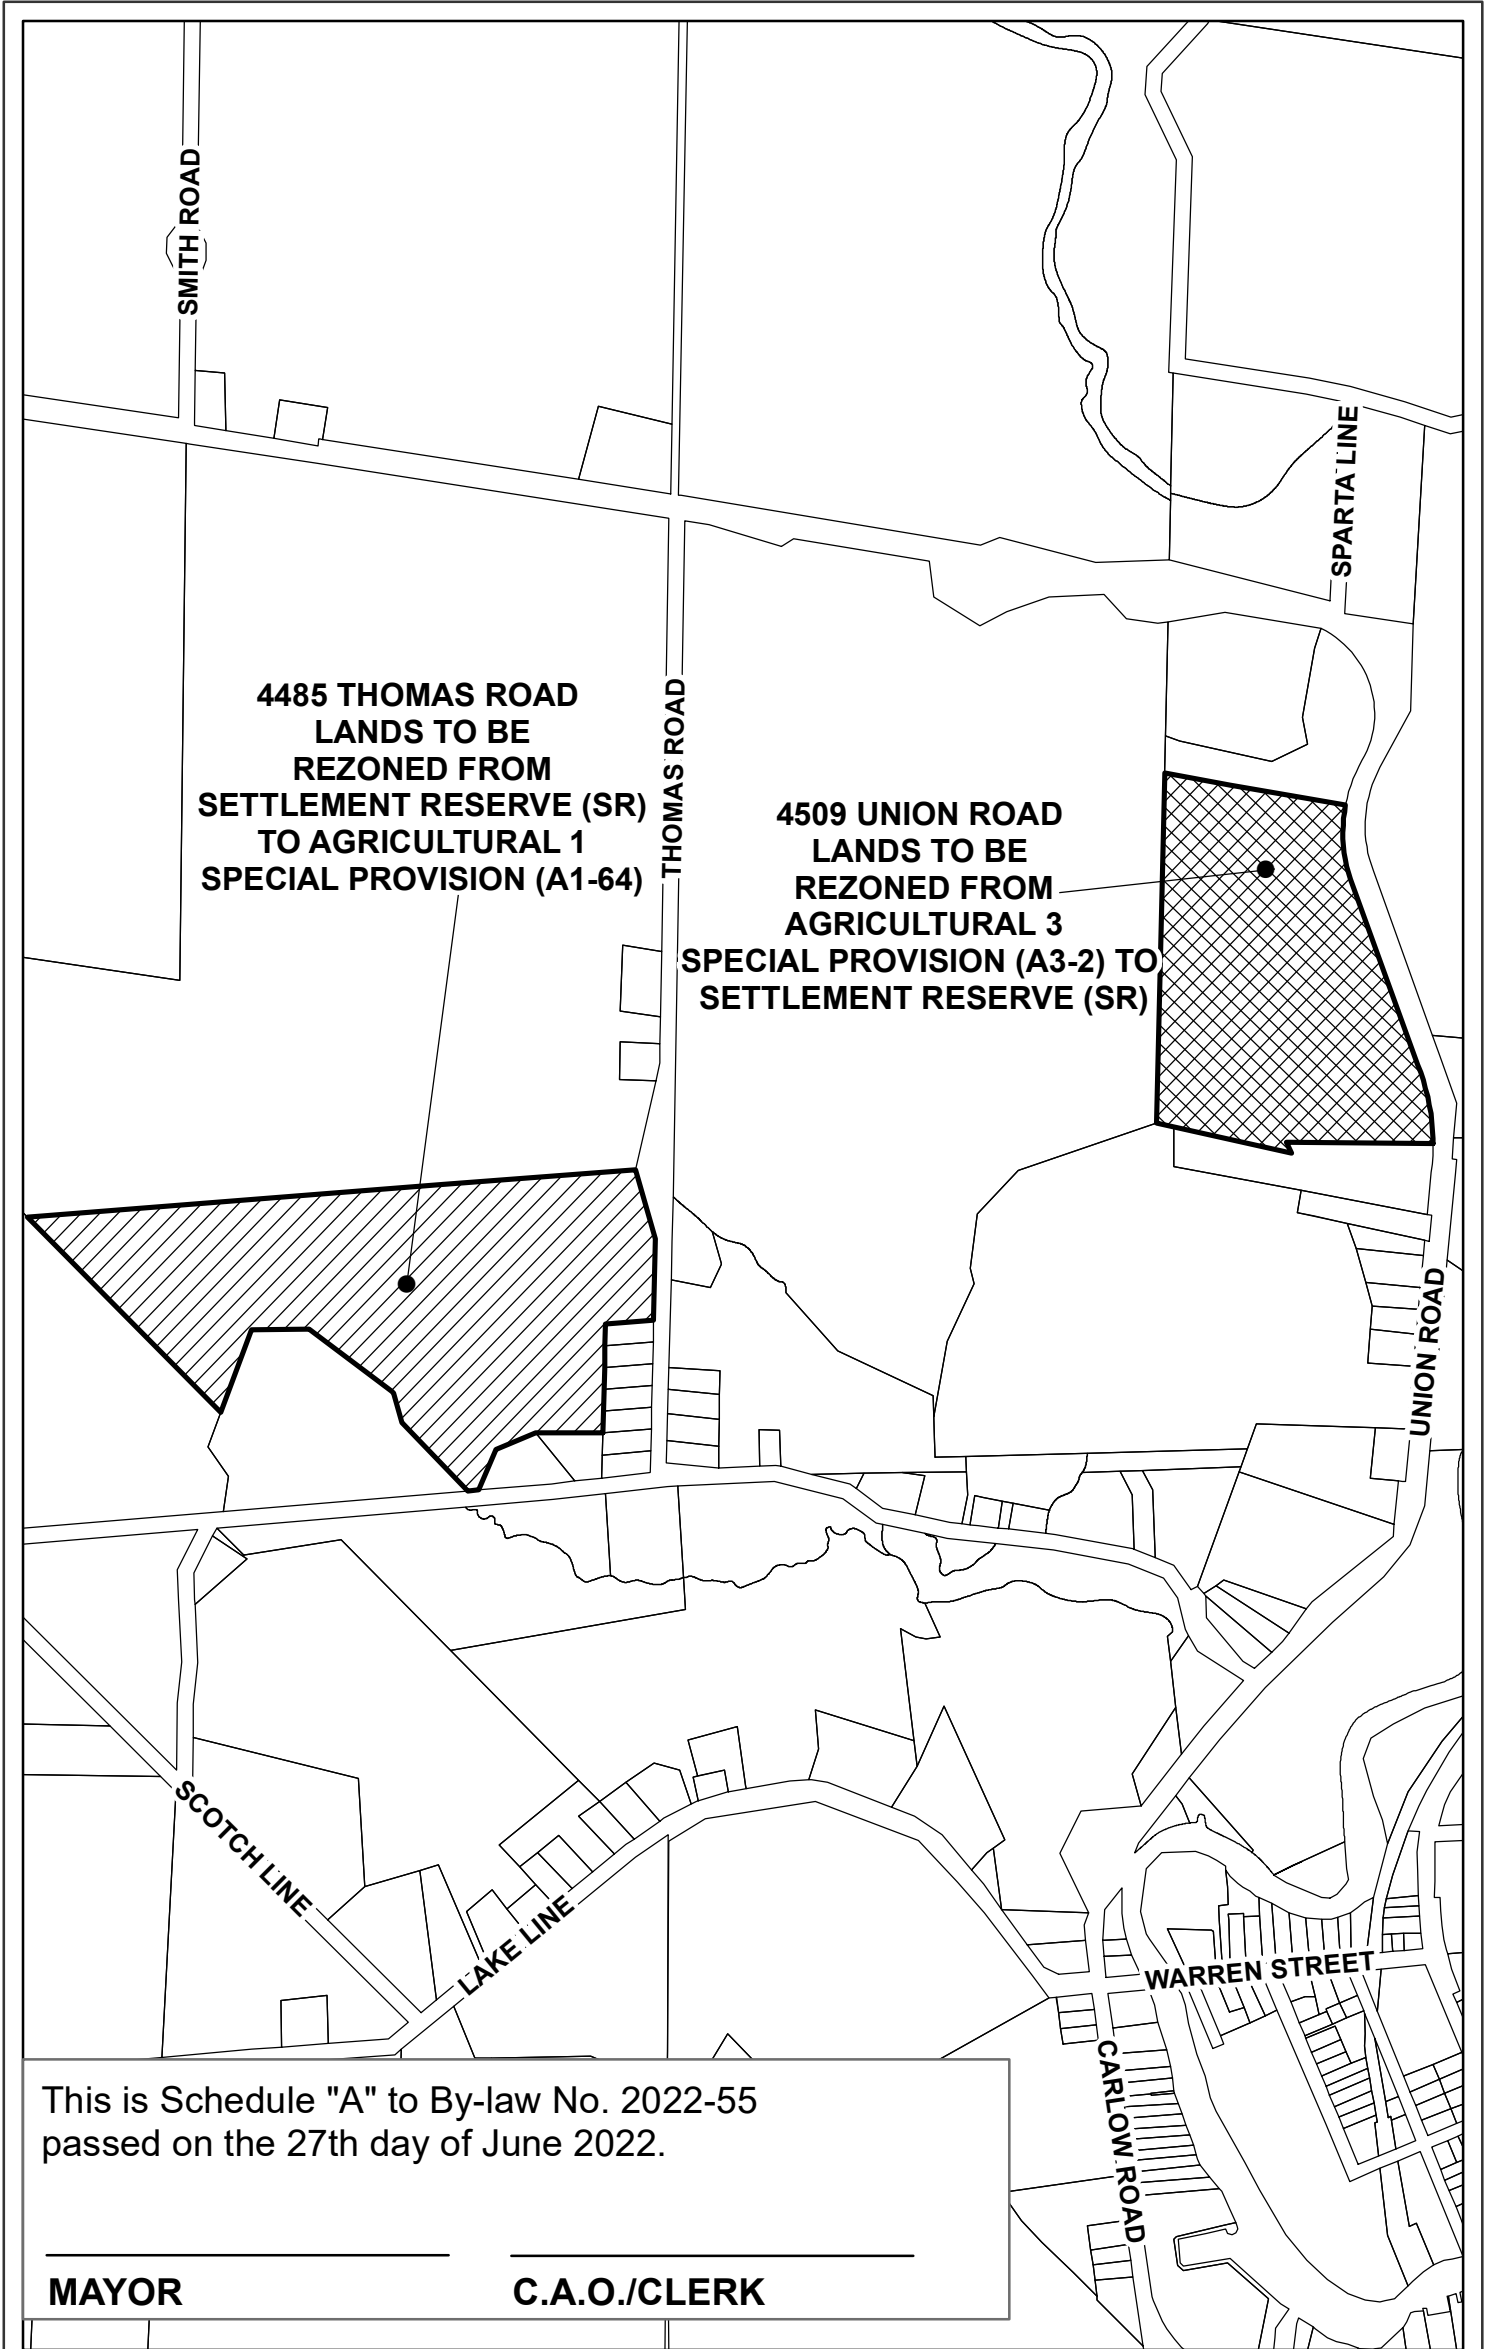 SMITH ROAD
SPARTA LINE
4485 THOMAS ROAD
LANDS TO BE
REZONED FROM
SETTLEMENT RESERVE (SR)
TO AGRICULTURAL 1
SPECIAL PROVISION (A1-64)
THOMAS ROAD
4509 UNION ROAD
LANDS TO BE
REZONED FROM
AGRICULTURAL 3
SPECIAL PROVISION (A3-2) TO
SETTLEMENT RESERVE (SR)
UNION ROAD
SCOTCH LINE
LAKE LINE
WARREN STREET
CARLOW ROAD
This is Schedule "A" to By-law No. 2022-55
passed on the 27th day of June 2022.
MAYOR
C.A.O./CLERK